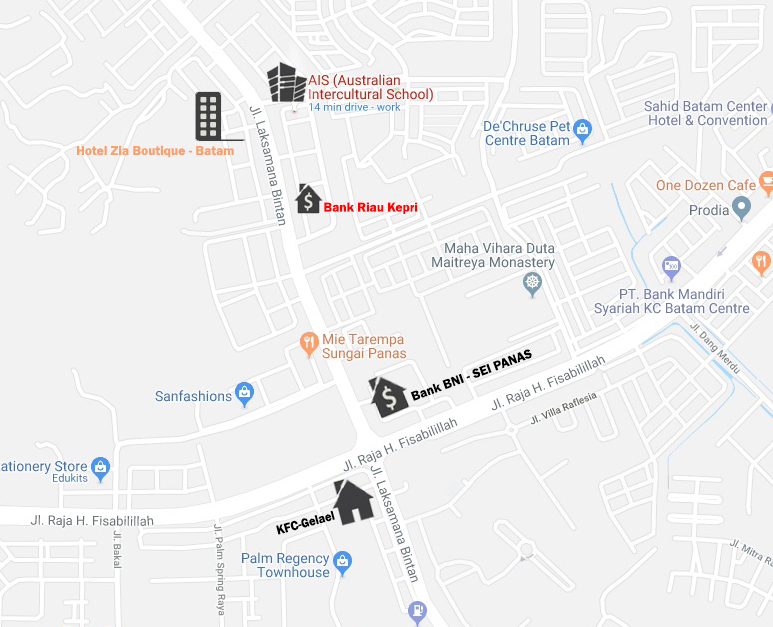 AIS (Australian
Intercultural School)
14 min drive - work
Hotel Zia Boutique - Batam
Jl. Laksamana Bintan
De'Chruse Pet
Centre Batam
Sahid Batam Center
Hotel & Convention
One Dozen Cafe
Prodia
Bank Riau Kepri
Maha Vihara Duta
Maitreya Monastery
PT. Bank Mandiri
Syariah KC Batam Centre
Jl. Dang Merdu
Mie Tarempa
Sungai Panas
Sanfashions
Bank BNI - SEI PANAS
Jl. Raja H. Fisabilillah
Jl. Villa Raflesia
Jl. Raja H. Fisabilillah
ationery Store
Edukits
Jl. Laksamana Bintan
KFC-Gelael
Jl. Raja H. Fisabilillah
Jl. Bakal
Jl. Palm Spring Raya
Palm Regency
Townhouse
Jl. Mitra Ra
$
$